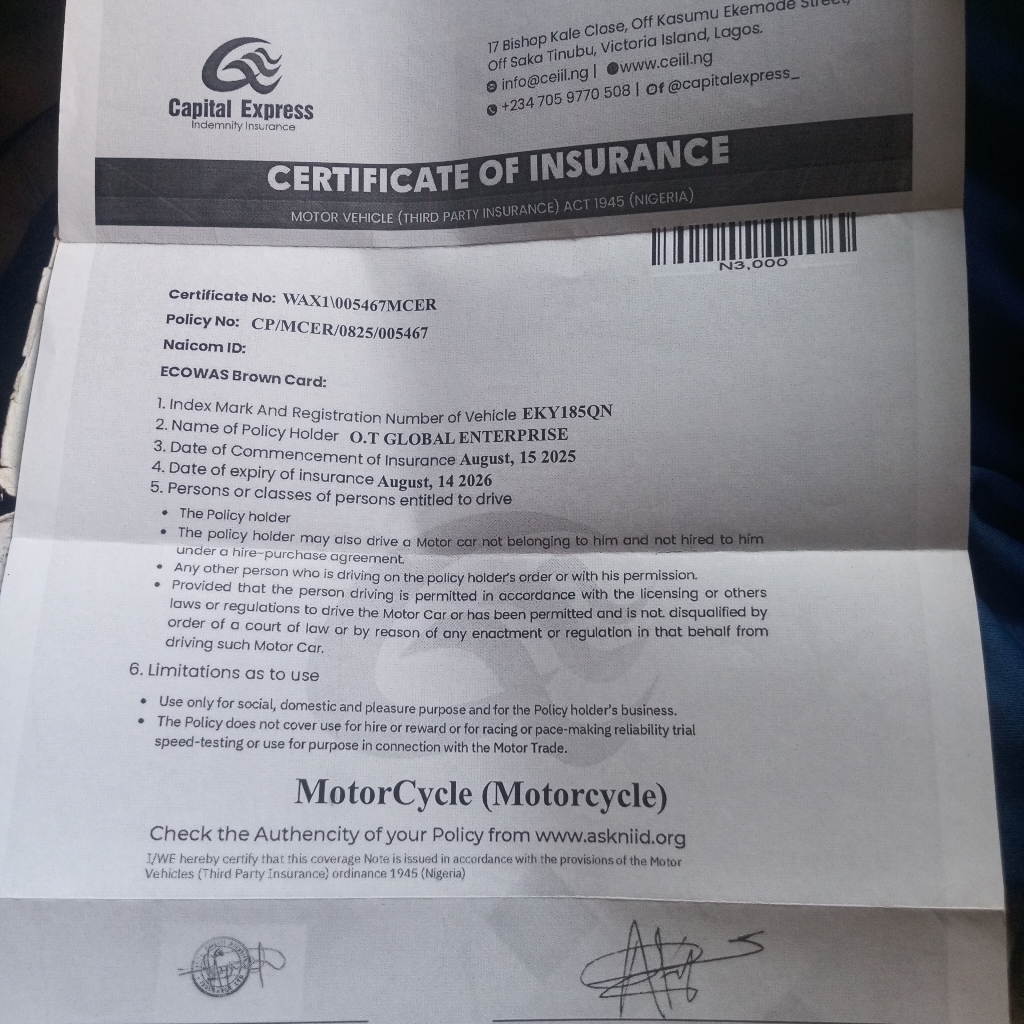 Capital Express
Indemnity Insurance
17 Bishop Kale Close, Off Kasumu Ekemode Street,
Off Saka Tinubu, Victoria Island, Lagos.
info@ceiil.ng | www.ceiil.ng
+234 705 9770 508 | @capitalexpress_
CERTIFICATE OF INSURANCE
MOTOR VEHICLE (THIRD PARTY INSURANCE) ACT 1945 (NIGERIA)
N3,000
Certificate No: WAX1\005467MCER
Policy No: CP/MCER/0825/005467
Naicom ID:
ECOWAS Brown Card:
1. Index Mark And Registration Number of Vehicle EKY185QN
2. Name of Policy Holder O.T GLOBAL ENTERPRISE
3. Date of Commencement of Insurance August, 15 2025
4. Date of expiry of insurance August, 14 2026
5. Persons or classes of persons entitled to drive
• The Policy holder
• The policy holder may also drive a Motor car not belonging to him and not hired to him
under a hire-purchase agreement.
• Any other person who is driving on the policy holder's order or with his permission.
• Provided that the person driving is permitted in accordance with the licensing or others
laws or regulations to drive the Motor Car or has been permitted and is not. disqualified by
order of a court of law or by reason of any enactment or regulation in that behalf from
driving such Motor Car.
6. Limitations as to use
• Use only for social, domestic and pleasure purpose and for the Policy holder's business.
• The Policy does not cover use for hire or reward or for racing or pace-making reliability trial
speed-testing or use for purpose in connection with the Motor Trade.
MotorCycle (Motorcycle)
Check the Authencity of your Policy from www.askniid.org
I/WE hereby certify that this coverage Note is issued in accordance with the provisions of the Motor
Vehicles (Third Party Insurance) ordinance 1945 (Nigeria)